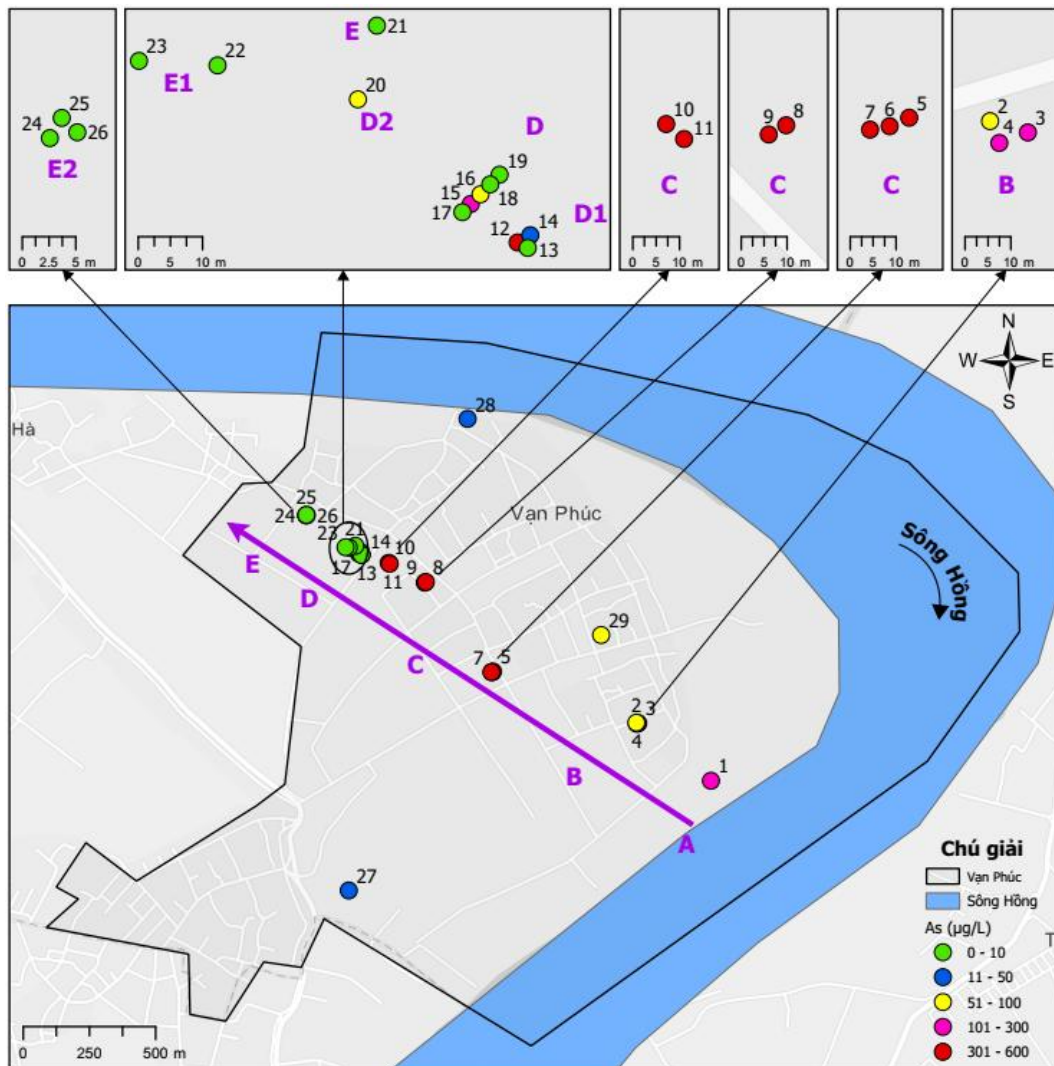 25
24
26
E2
0 2.5 5 m
23
22
E1
E
21
20
D2
D
19
16
15
18
17
D1
12
14
13
0 5 10 m
10
11
C
0 5 10 m
9
8
C
0 5 10 m
7
6
5
C
0 5 10 m
2
4
3
B
0 5 10 m
N
W E
S
Hà
28
Vạn Phúc
25
24 26
23
21
14
17
13
10
11
9
8
E
D
C
B
A
Sông Hồng
29
7
5
2
3
4
1
27
0 250 500 m
Chú giải
Vạn Phúc
Sông Hồng
As (µg/L)
0 - 10
11 - 50
51 - 100
101 - 300
301 - 600
T